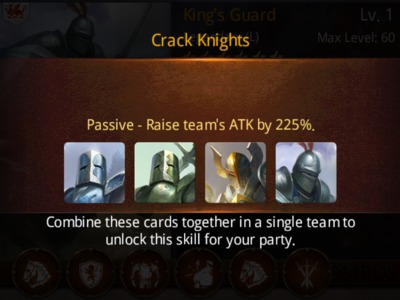 King's Guard
Lv. 1
Crack Knights
Max Level: 60
Passive - Raise team's ATK by 225%.
Combine these cards together in a single team to
unlock this skill for your party.